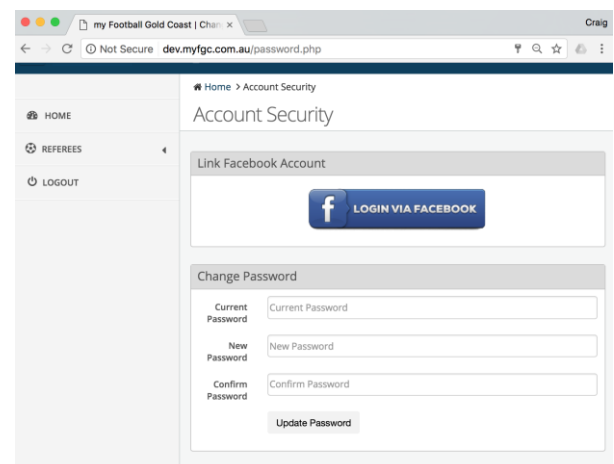 my Football Gold Coast | Chan
Craig
Not Secure dev.myfgc.com.au/password.php
Home > Account Security
Account Security
HOME
REFEREES
LOGOUT
Link Facebook Account
f LOGIN VIA FACEBOOK
Change Password
Current Password
Current Password
New Password
New Password
Confirm Password
Confirm Password
Update Password